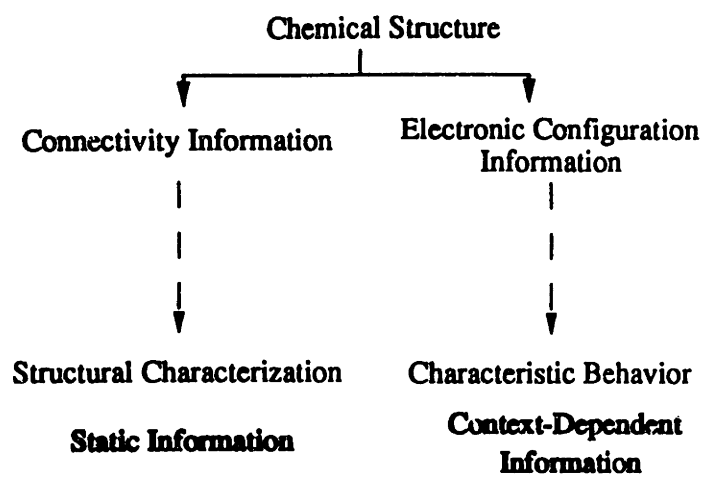 Chemical Structure
Connectivity Information
Electronic Configuration
Information
Structural Characterization
Characteristic Behavior
Static Information
Context-Dependent
Information